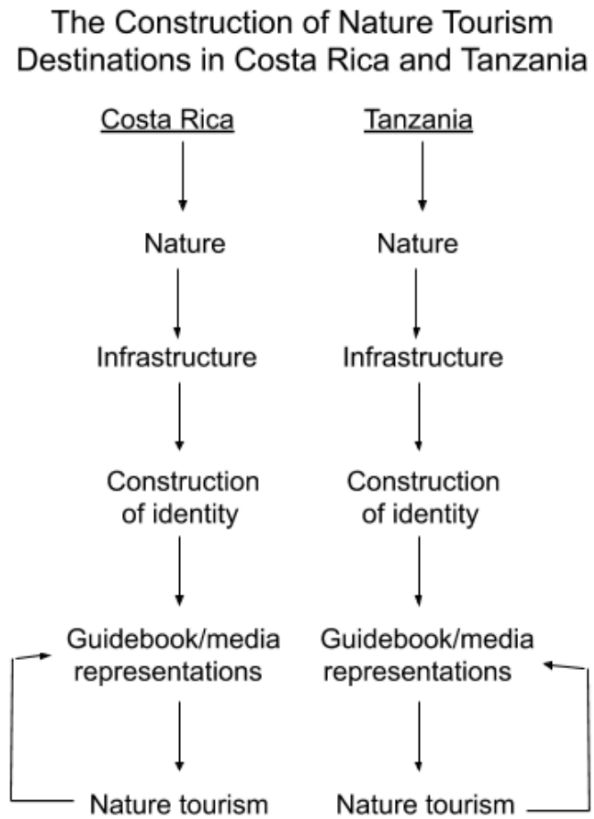 The Construction of Nature Tourism
Destinations in Costa Rica and Tanzania
Costa Rica
Tanzania
Nature
Nature
Infrastructure
Infrastructure
Construction
of identity
Construction
of identity
Guidebook/media
representations
Guidebook/media
representations
Nature tourism
Nature tourism